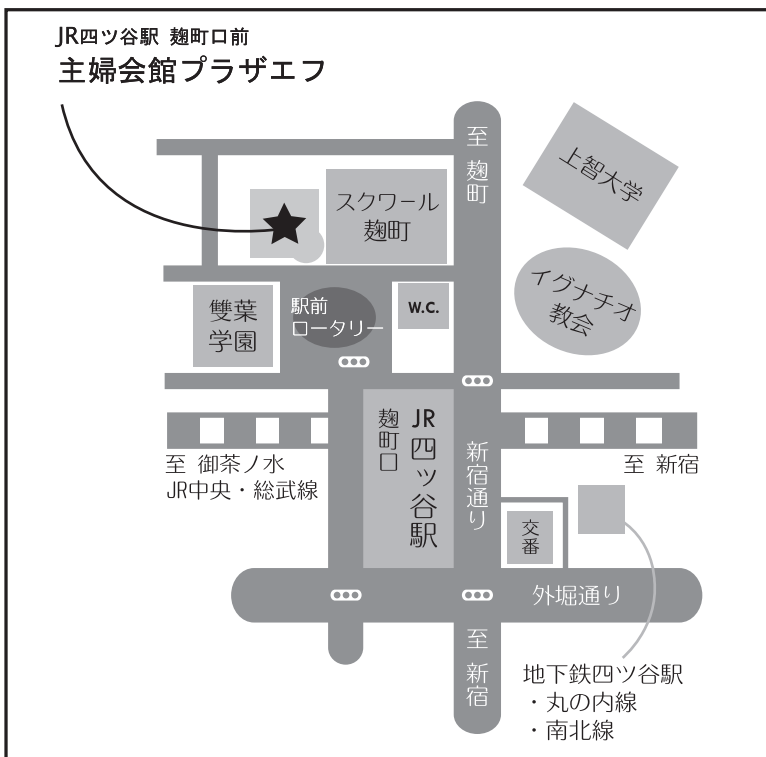 JR四ツ谷駅 麹町口前
主婦会館プラザエフ
至 麹町
上智大学
スクワール
麹町
イグナチオ
教会
雙葉
学園
駅前
ロータリー
W.C.
JR四ツ谷駅
麹町口
新宿通り
至 御茶ノ水
JR中央・総武線
至 新宿
交番
外堀通り
至 新宿
地下鉄四ツ谷駅
・丸の内線
・南北線